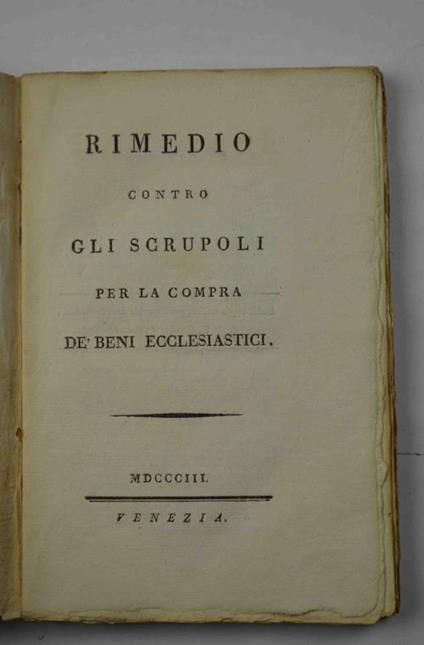 RIMEDIO
CONTRO
GLI SCRUPOLI
PER LA COMPRA
DE' BENI ECCLESIASTICI.
MDCCCIII.
VENEZIA.